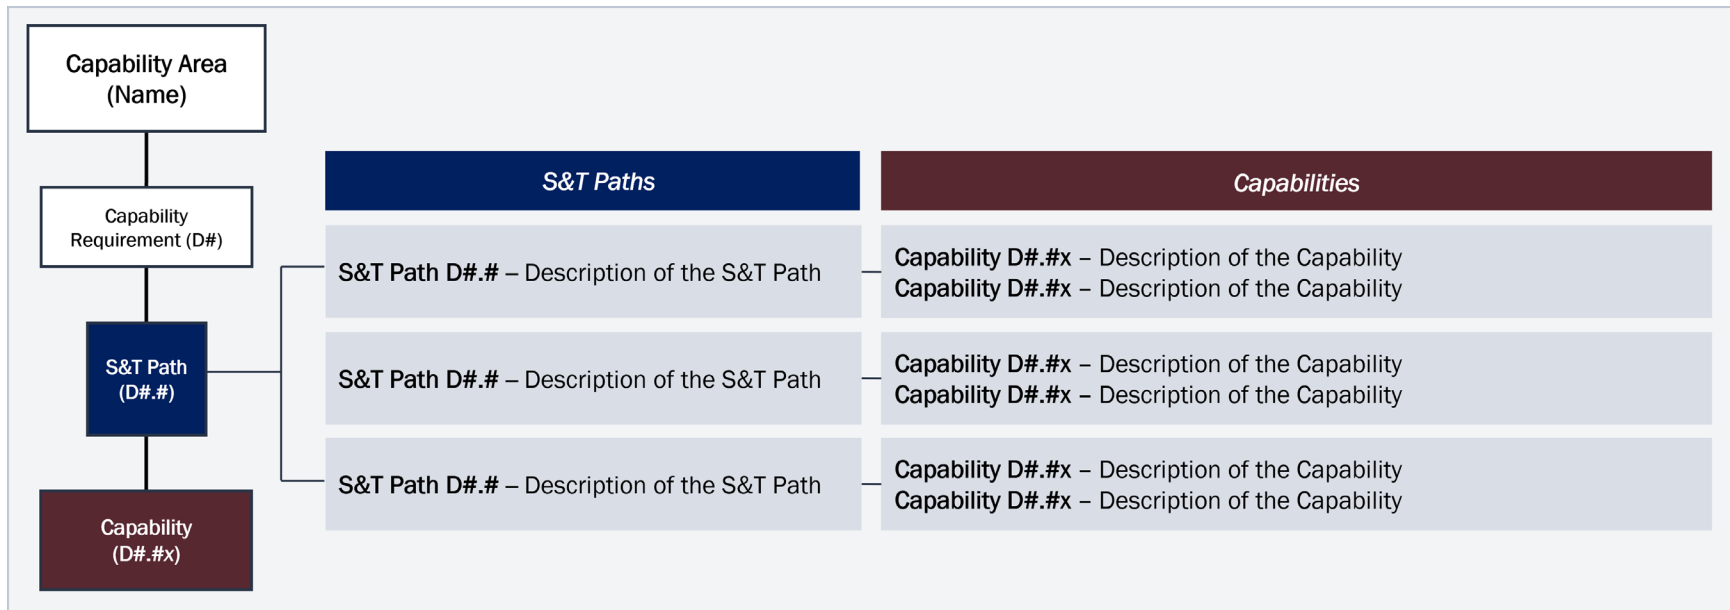 Capability Area
(Name)
Capability
Requirement (D#)
S&T Path
(D#.#)
Capability
(D#.#x)
S&T Paths
Capabilities
S&T Path D#.# – Description of the S&T Path
Capability D#.#x – Description of the Capability
Capability D#.#x – Description of the Capability
S&T Path D#.# – Description of the S&T Path
Capability D#.#x – Description of the Capability
Capability D#.#x – Description of the Capability
S&T Path D#.# – Description of the S&T Path
Capability D#.#x – Description of the Capability
Capability D#.#x – Description of the Capability